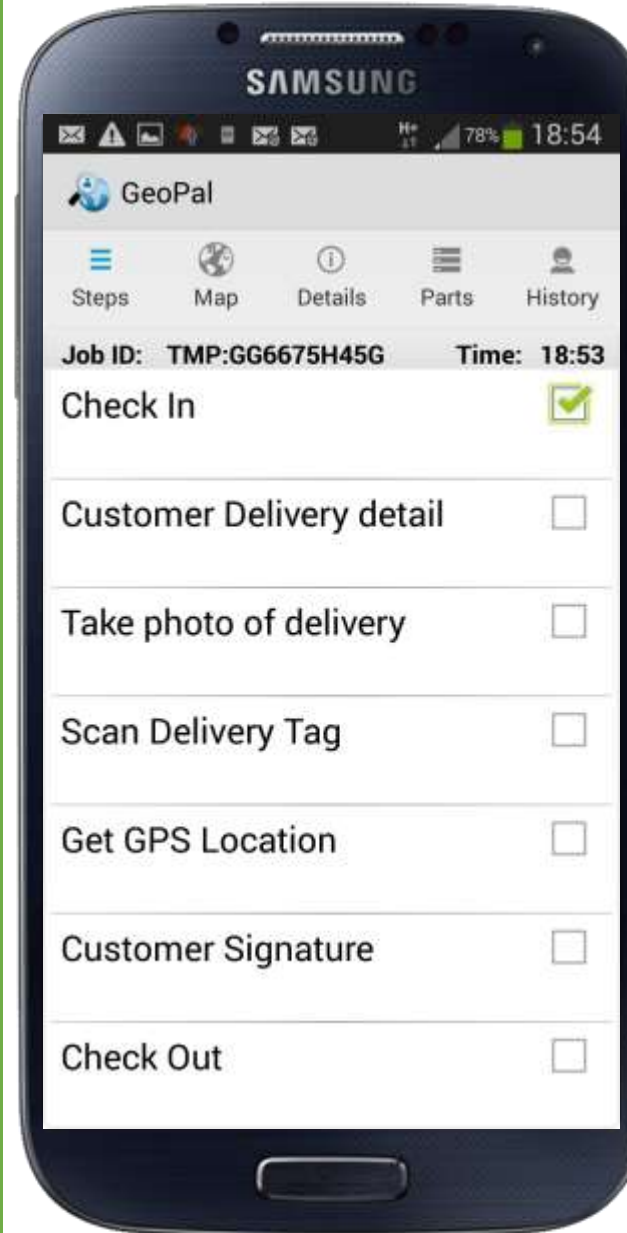 SAMSUNG
H+ 78% 18:54
GeoPal
Steps Map Details Parts History
Job ID: TMP:GG6675H45G Time: 18:53
Check In
Customer Delivery detail
Take photo of delivery
Scan Delivery Tag
Get GPS Location
Customer Signature
Check Out